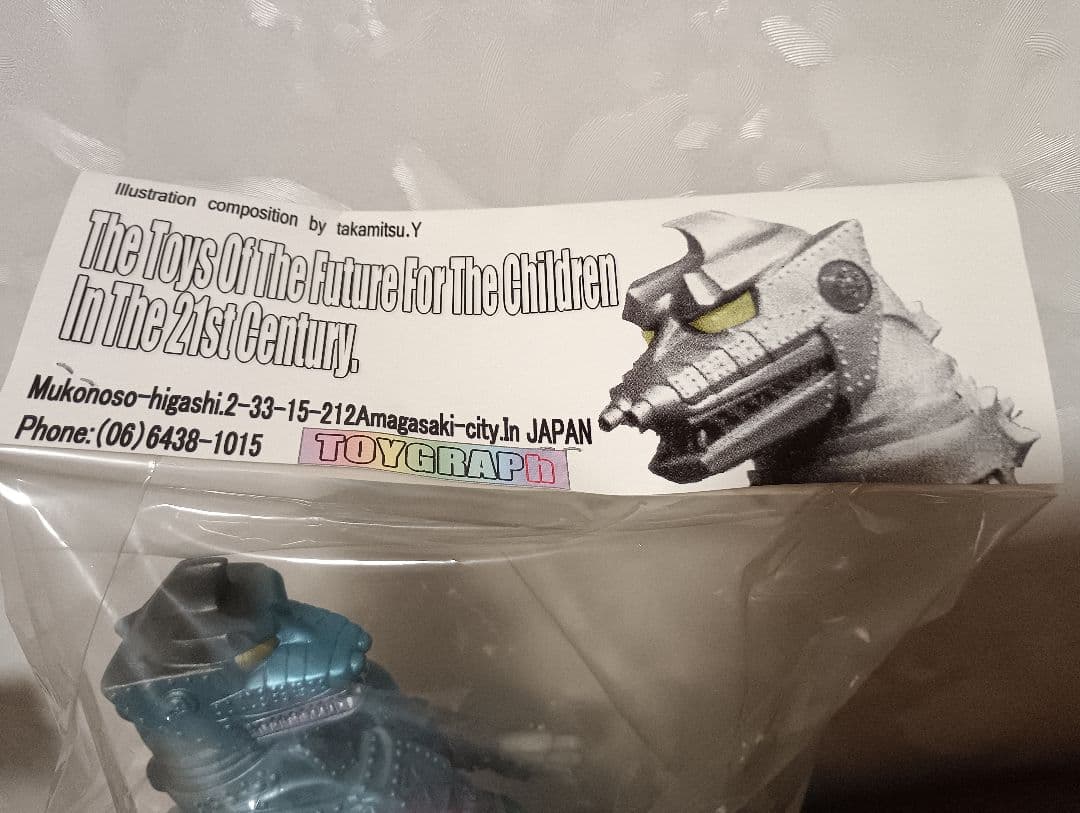 Illustration composition by takamitsu.Y
The Toys Of The Future For The Children
In The 21st Century.
Mukonoso-higashi.2-33-15-212Amagasaki-city.In JAPAN
Phone:(06)6438-1015
TOYGRAPh